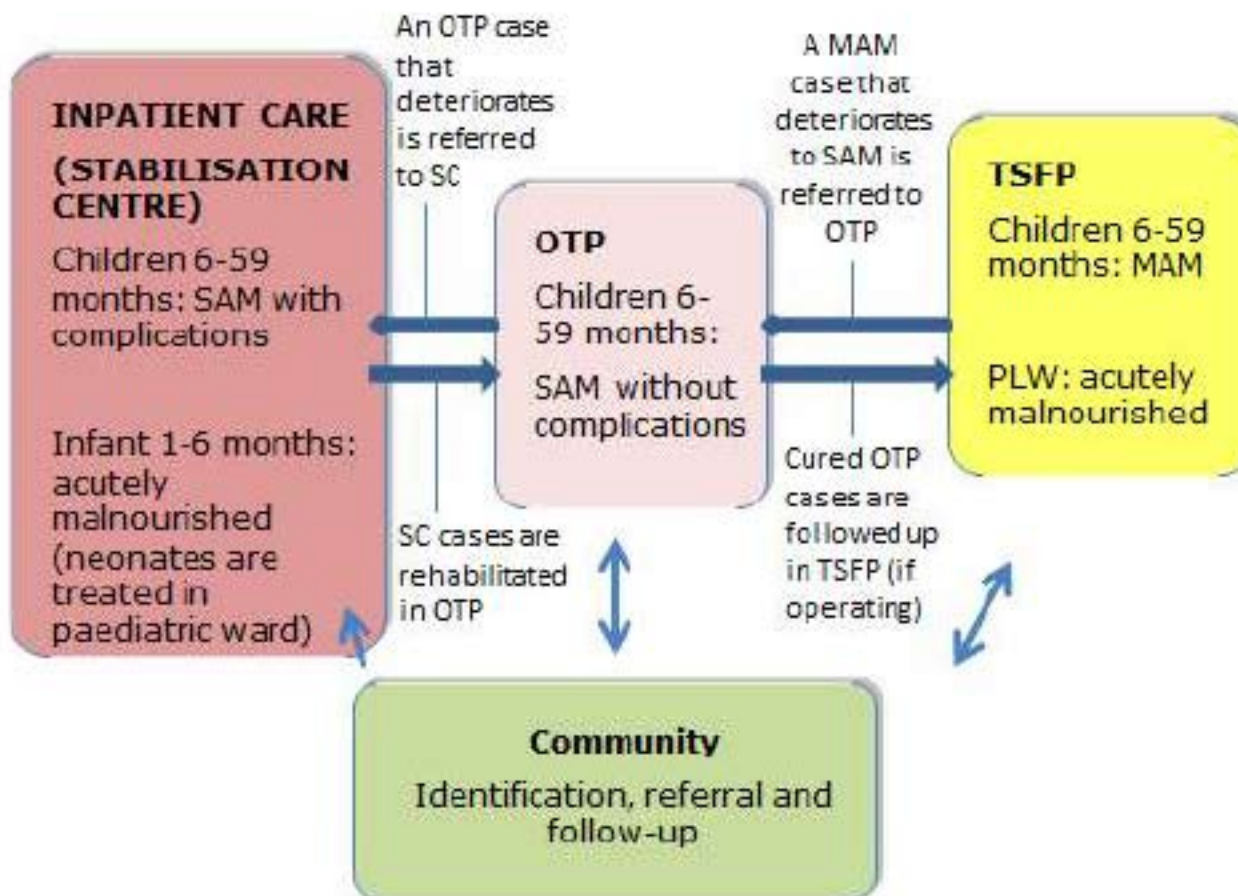 INPATIENT CARE
(STABILISATION
CENTRE)
Children 6-59
months: SAM with
complications
Infant 1-6 months:
acutely
malnourished
(neonates are
treated in
paediatric ward)
An OTP case
that
deteriorates
is referred
to SC
SC cases are
rehabilitated
in OTP
OTP
Children 6-
59 months:
SAM without
complications
A MAM
case that
deteriorates
to SAM is
referred to
OTP
Cured OTP
cases are
followed up
in TSFP (if
operating)
TSFP
Children 6-59
months: MAM
PLW: acutely
malnourished
Community
Identification, referral and
follow-up